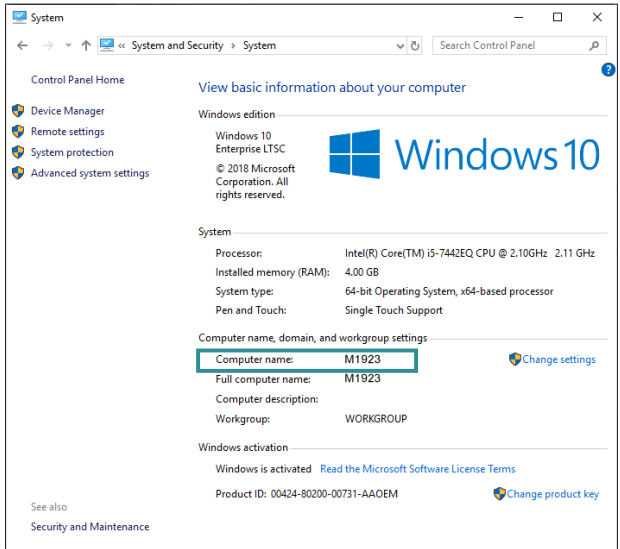 System
« System and Security › System
Search Control Panel
?
Control Panel Home
Device Manager
Remote settings
System protection
Advanced system settings
View basic information about your computer
Windows edition
Windows 10
Enterprise LTSC
© 2018 Microsoft
Corporation. All
rights reserved.
Windows 10
System
Processor: Intel(R) Core(TM) i5-7442EQ CPU @ 2.10GHz 2.11 GHz
Installed memory (RAM): 4.00 GB
System type: 64-bit Operating System, x64-based processor
Pen and Touch: Single Touch Support
Computer name, domain, and workgroup settings
Computer name: M1923 Change settings
Full computer name: M1923
Computer description:
Workgroup: WORKGROUP
Windows activation
Windows is activated Read the Microsoft Software License Terms
Product ID: 00424-80200-00731-AAOEM Change product key
See also
Security and Maintenance